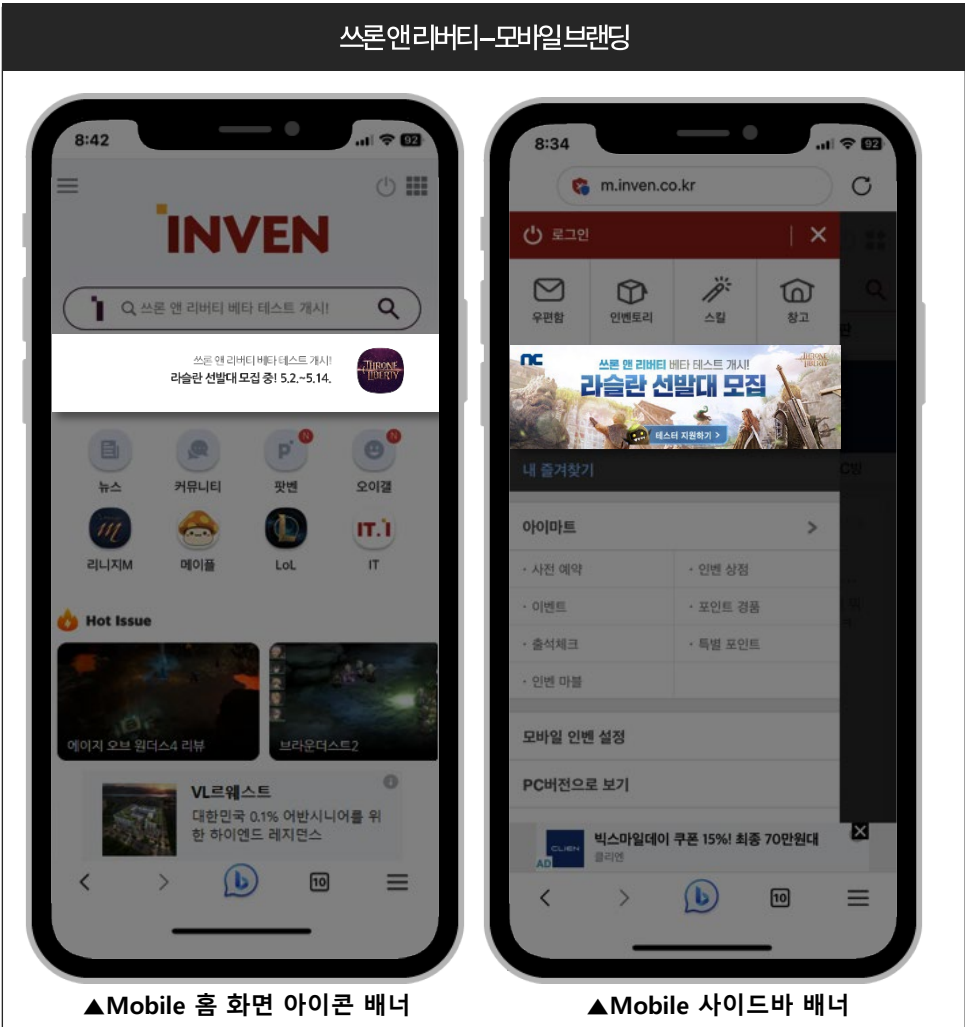 쓰론 앤 리버티 – 모바일 브랜딩
8:42
92
INVEN
쓰론 앤 리버티 베타 테스트 개시!
쓰론 앤 리버티 베타 테스트 개시!
라슬란 선발대 모집 중! 5.2.~5.14.
THRONE
LIBERTY
N
N
뉴스
커뮤니티
팟벤
오이갤
리니지M
메이플
LoL
IT
IT.i
Hot Issue
에이지 오브 원더스4 리뷰
브라운더스트2
VL르웨스트
대한민국 0.1% 어반시니어를 위
한 하이엔드 레지던스
10
▲Mobile 홈 화면 아이콘 배너
8:34
92
m.inven.co.kr
로그인
우편함
인벤토리
스킬
창고
NC
쓰론 앤 리버티 베타 테스트 개시!
라슬란 선발대 모집
테스터 지원하기 >
THRONE
LIBERTY
내 즐겨찾기
아이마트
· 사전 예약
· 인벤 상점
· 이벤트
· 포인트 경품
· 출석체크
· 특별 포인트
· 인벤 마블
모바일 인벤 설정
PC버전으로 보기
CLIEN
AD
빅스마일데이 쿠폰 15%! 최종 70만원대
클리엔
10
▲Mobile 사이드바 배너